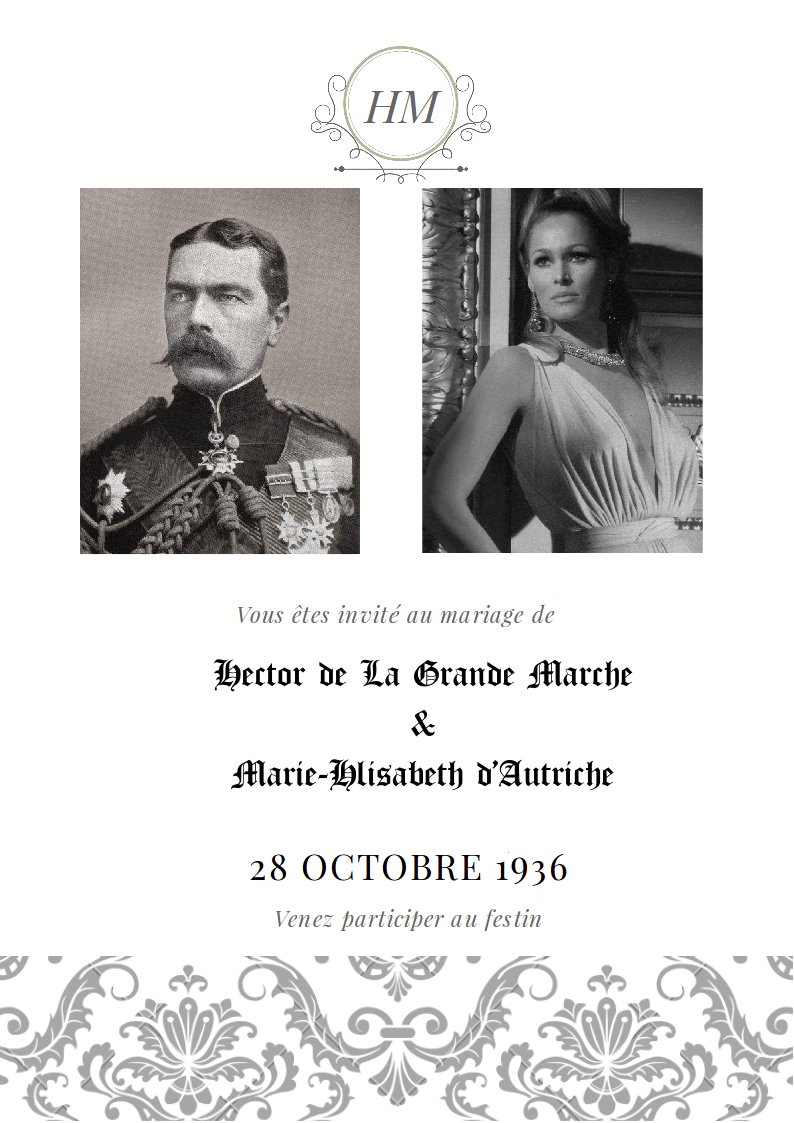 HM
Vous êtes invité au mariage de
Hector de La Grande Marche
&
Marie-Hlisabeth d'Autriche
28 OCTOBRE 1936
Venez participer au festin